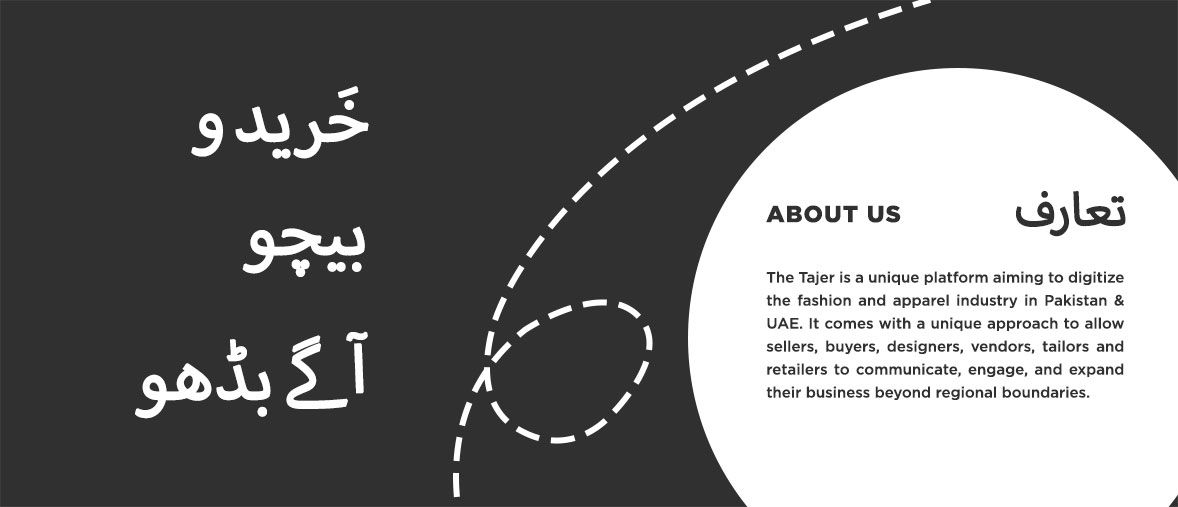 خَریدو
بیچو
آگے بڈھو
ABOUT US تعارف
The Tajer is a unique platform aiming to digitize
the fashion and apparel industry in Pakistan &
UAE. It comes with a unique approach to allow
sellers, buyers, designers, vendors, tailors and
retailers to communicate, engage, and expand
their business beyond regional boundaries.